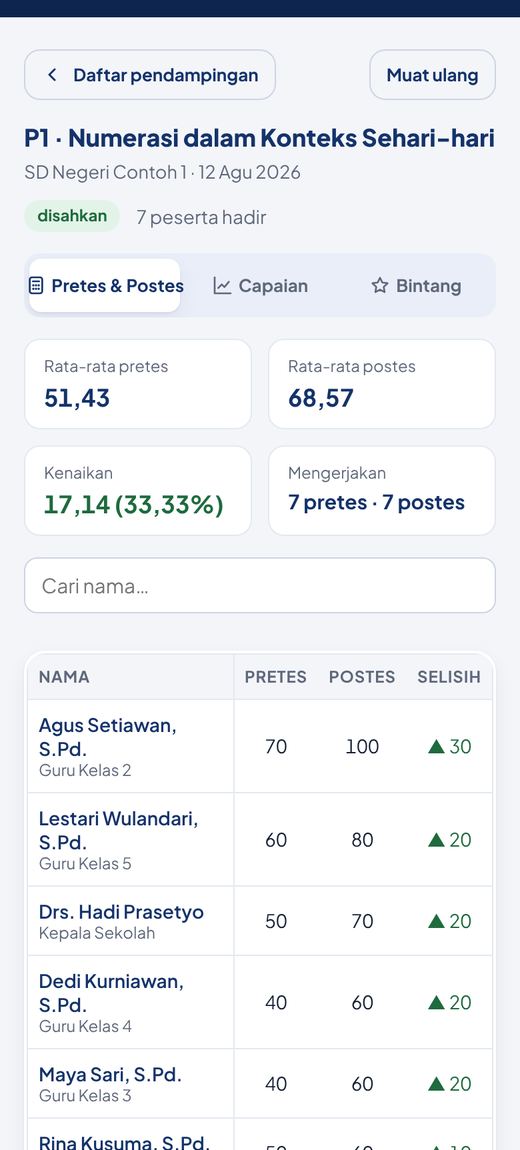 Daftar pendampingan
Muat ulang
P1 · Numerasi dalam Konteks Sehari-hari
SD Negeri Contoh 1 · 12 Agu 2026
disahkan
7 peserta hadir
Pretes & Postes
Capaian
Bintang
Rata-rata pretes
51,43
Rata-rata postes
68,57
Kenaikan
17,14 (33,33%)
Mengerjakan
7 pretes · 7 postes
Cari nama...
NAMA PRETES POSTES SELISIH
Agus Setiawan,
S.Pd.
Guru Kelas 2
70 100 ▲ 30
Lestari Wulandari,
S.Pd.
Guru Kelas 5
60 80 ▲ 20
Drs. Hadi Prasetyo
Kepala Sekolah
50 70 ▲ 20
Dedi Kurniawan,
S.Pd.
Guru Kelas 4
40 60 ▲ 20
Maya Sari, S.Pd.
Guru Kelas 3
40 60 ▲ 20
Rina Kusuma, S.Pd.